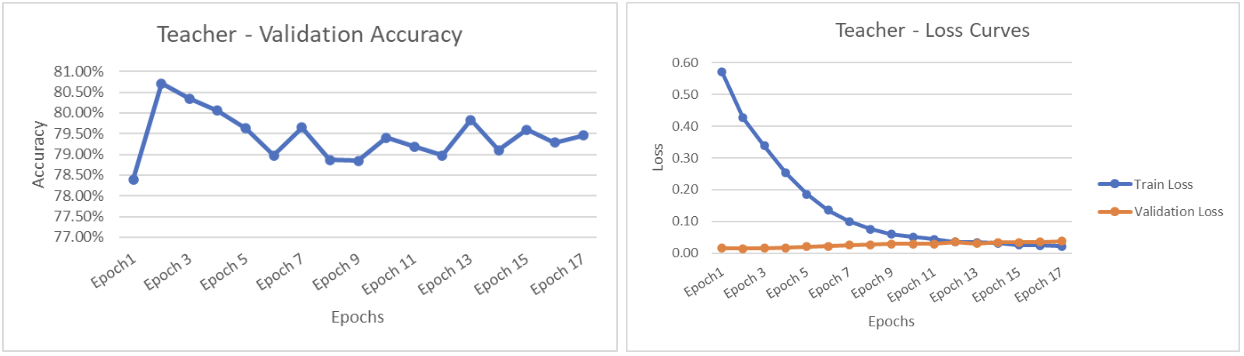 Teacher - Validation Accuracy
81.00%
80.50%
80.00%
79.50%
79.00%
78.50%
78.00%
77.50%
77.00%
Accuracy
Epoch1
Epoch 3
Epoch 5
Epoch 7
Epoch 9
Epoch 11
Epoch 13
Epoch 15
Epoch 17
Epochs
Teacher - Loss Curves
0.60
0.50
0.40
0.30
0.20
0.10
0.00
Loss
Epoch1
Epoch 3
Epoch 5
Epoch 7
Epoch 9
Epoch 11
Epoch 13
Epoch 15
Epoch 17
Epochs
Train Loss
Validation Loss